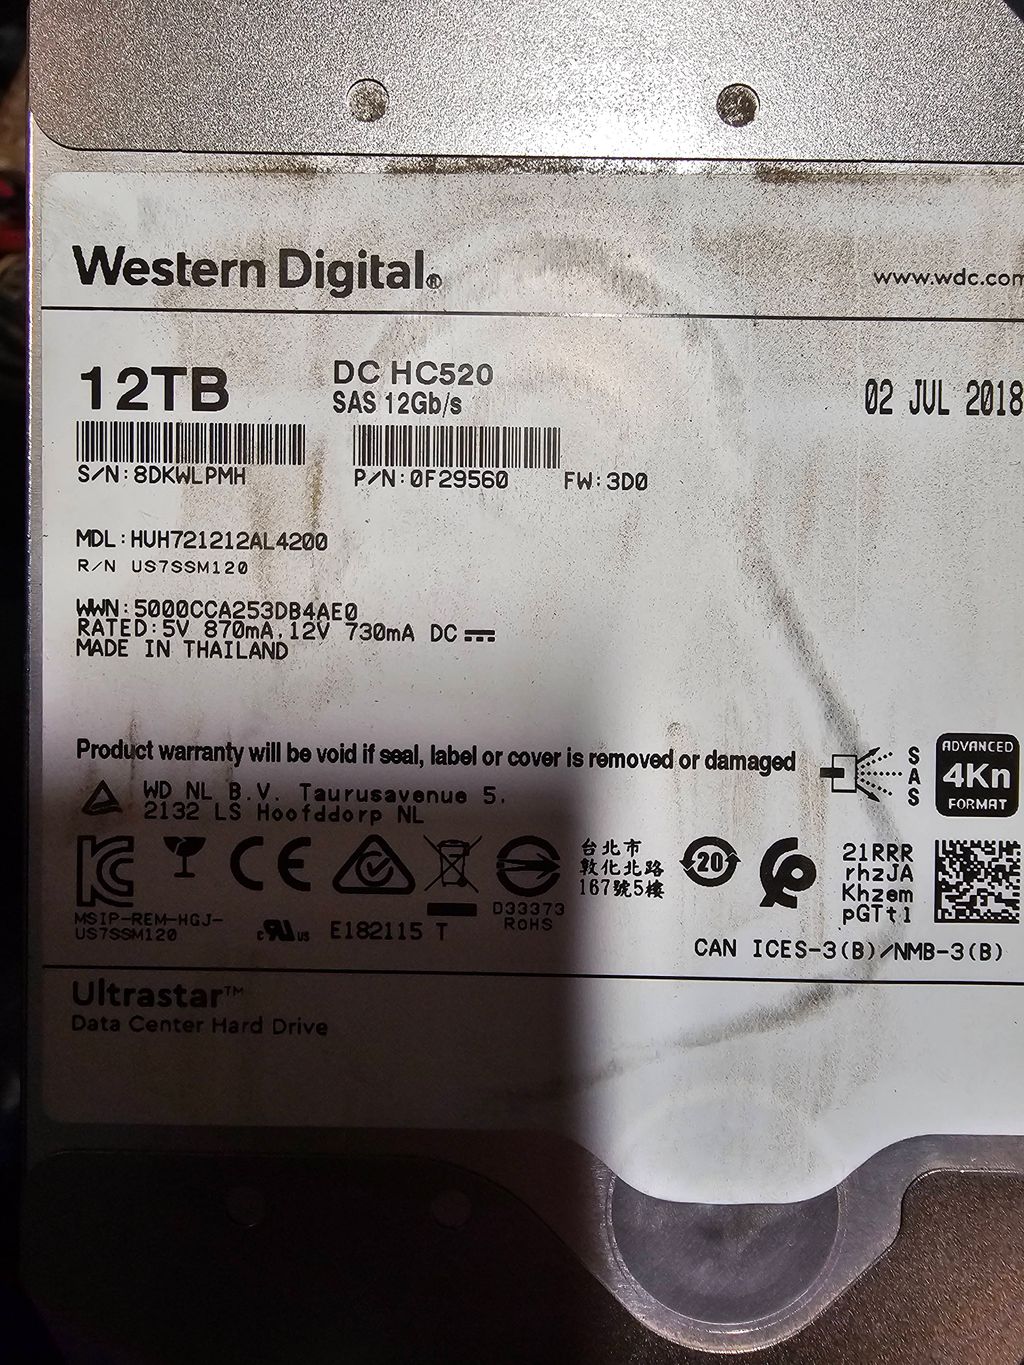 Western Digital®
www.wdc.com
12TB
DC HC520
SAS 12Gb/s
02 JUL 2018
S/N:8DKWLPMH
P/N:0F29560
FW:3D0
MDL:HUH721212AL4200
R/N US7SSM120
WWN:5000CCA253DB4AE0
RATED:5V 870mA,12V 730mA DC
MADE IN THAILAND
Product warranty will be void if seal, label or cover is removed or damaged
SAS
ADVANCED
4Kn
FORMAT
WD NL B.V. Taurusavenue 5,
2132 LS Hoofddorp NL
台北市
敦化北路
167號5樓
20
21RRR
rhzJA
Khzem
pGTt1
MSIP-REM-HGJ-
US7SSM120
c RU us
E182115 T
D33373
RoHS
CAN ICES-3(B)/NMB-3(B)
Ultrastar™
Data Center Hard Drive